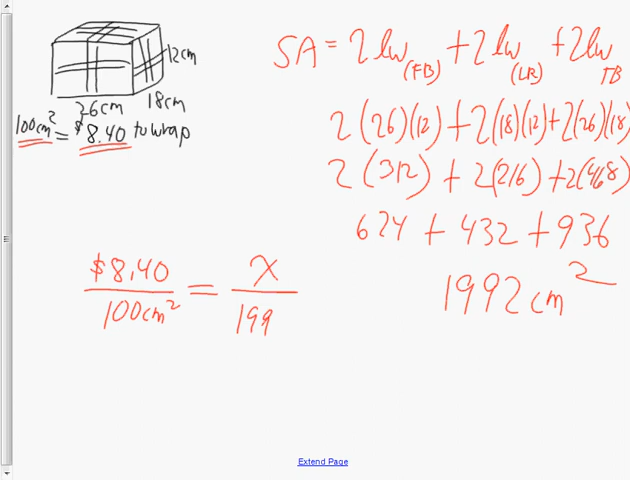 12cm
26cm
18cm
100cm² = $8.40 to wrap
SA = 2lw(FB) + 2lw(LR) + 2lw TB
2(26)(12) + 2(18)(12) + 2(26)(18
2(312) + 2(216) + 2(468)
624 + 432 + 936
1992cm²
$8.40 / 100cm² = x / 199
Extend Page